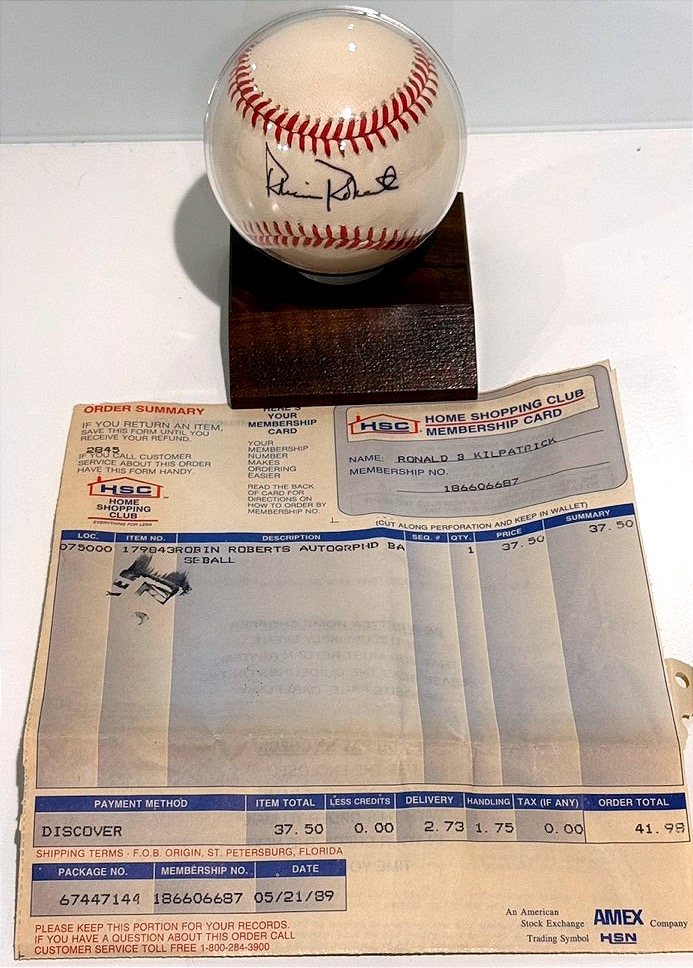 Robin Roberts
ORDER SUMMARY
IF YOU RETURN AN ITEM,
SAVE THIS FORM UNTIL YOU
RECEIVE YOUR REFUND.
2845
IF YOU CALL CUSTOMER
SERVICE ABOUT THIS ORDER
HAVE THIS FORM HANDY.
HSC
HOME
SHOPPING
CLUB
EVERYTHING FOR LESS
HERE'S
YOUR
MEMBERSHIP
CARD
YOUR
MEMBERSHIP
NUMBER
MAKES
ORDERING
EASIER
READ THE BACK
OF CARD FOR
DIRECTIONS ON
HOW TO ORDER BY
MEMBERSHIP NO.
HSC HOME SHOPPING CLUB
MEMBERSHIP CARD
NAME: RONALD B KILPATRICK
MEMBERSHIP NO.
186606687
(CUT ALONG PERFORATION AND KEEP IN WALLET)
LOC. ITEM NO. DESCRIPTION SEQ. # QTY. PRICE SUMMARY
075000 179843ROBIN ROBERTS AUTOGRPHD BA 1 37.50 37.50
SEBALL
PAYMENT METHOD ITEM TOTAL LESS CREDITS DELIVERY HANDLING TAX (IF ANY) ORDER TOTAL
DISCOVER 37.50 0.00 2.73 1.75 0.00 41.98
SHIPPING TERMS - F.O.B. ORIGIN, ST. PETERSBURG, FLORIDA
PACKAGE NO. MEMBERSHIP NO. DATE
67447144 186606687 05/21/89
PLEASE KEEP THIS PORTION FOR YOUR RECORDS.
IF YOU HAVE A QUESTION ABOUT THIS ORDER CALL
CUSTOMER SERVICE TOLL FREE 1-800-284-3900
An American
Stock Exchange AMEX Company
Trading Symbol HSN